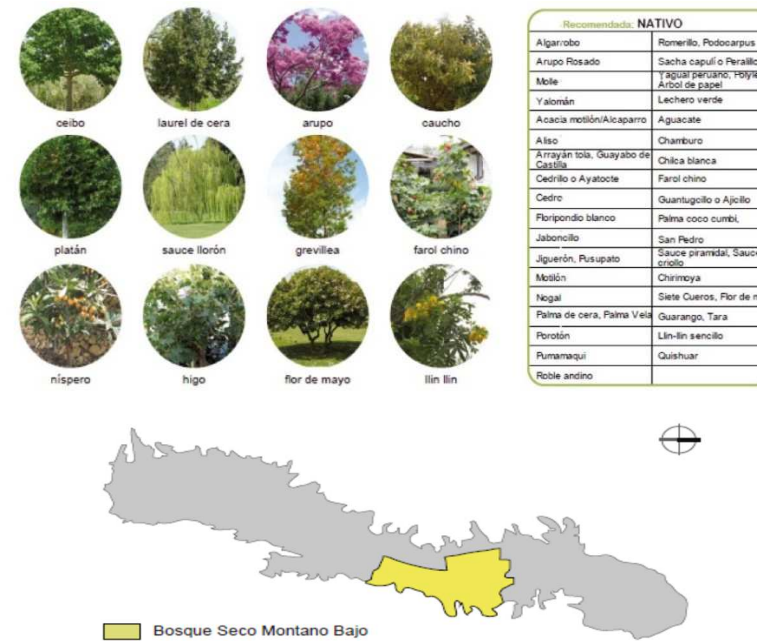 ceibo
laurel de cera
arupo
caucho
platán
sauce llorón
grevillea
farol chino
níspero
higo
flor de mayo
llin llin
Recomendada: NATIVO
Algarrobo
Romerillo, Podocarpus
Arupo Rosado
Sacha capulí o Peralillo
Molle
Yagual peruano,
Árbol de papel
Yalomán
Lechero verde
Acacia motilón/Alcaparro
Aguacate
Aliso
Chamburo
Arrayán tola, Guayabo de
Castilla
Chilca blanca
Cedrillo o Ayatocte
Farol chino
Cedro
Guantugcillo o Ajicillo
Floripondio blanco
Palma coco cumbi,
Jaboncillo
San Pedro
Jiguerón, Pusupato
Sauce piramidal, Sauce
criollo
Motilón
Chirimoya
Nogal
Siete Cueros, Flor de
Palma de cera, Palma Vela
Guarango, Tara
Porotón
Llin-llin sencillo
Pumamaqui
Quishuar
Roble andino
Bosque Seco Montano Bajo